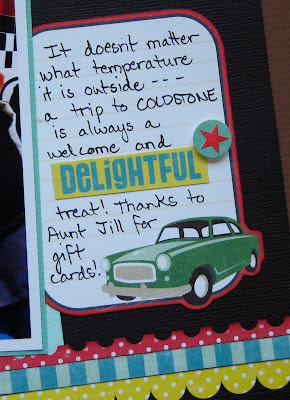 It doesn't matter
what temperature
it is outside ----
a trip to COLDSTONE
is always a
welcome and
DELIGHTFUL
treat! Thanks to
Aunt Jill for
gift
cards!